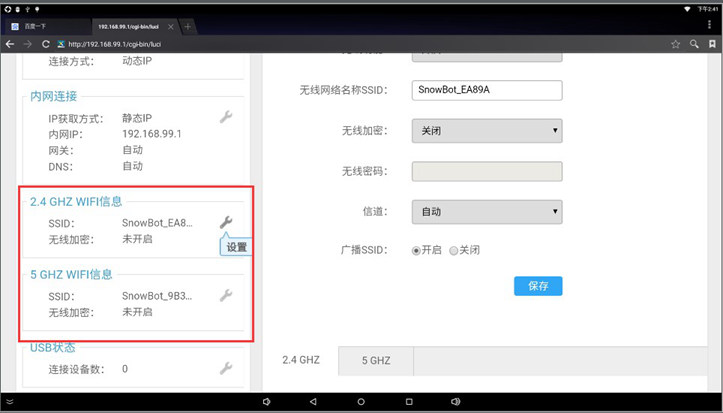 下午2:41
百度一下
192.168.99.1/cgi-bin/luci
http://192.168.99.1/cgi-bin/luci
连接方式： 动态IP
内网连接
IP获取方式： 静态IP
内网IP： 192.168.99.1
网关： 自动
DNS： 自动
2.4 GHZ WIFI信息
SSID： SnowBot_EA8...
无线加密： 未开启
设置
5 GHZ WIFI信息
SSID： SnowBot_9B3...
无线加密： 未开启
USB状态
连接设备数： 0
无线网络名称SSID： SnowBot_EA89A
无线加密： 关闭
无线密码：
信道： 自动
广播SSID： 开启 关闭
保存
2.4 GHZ 5 GHZ